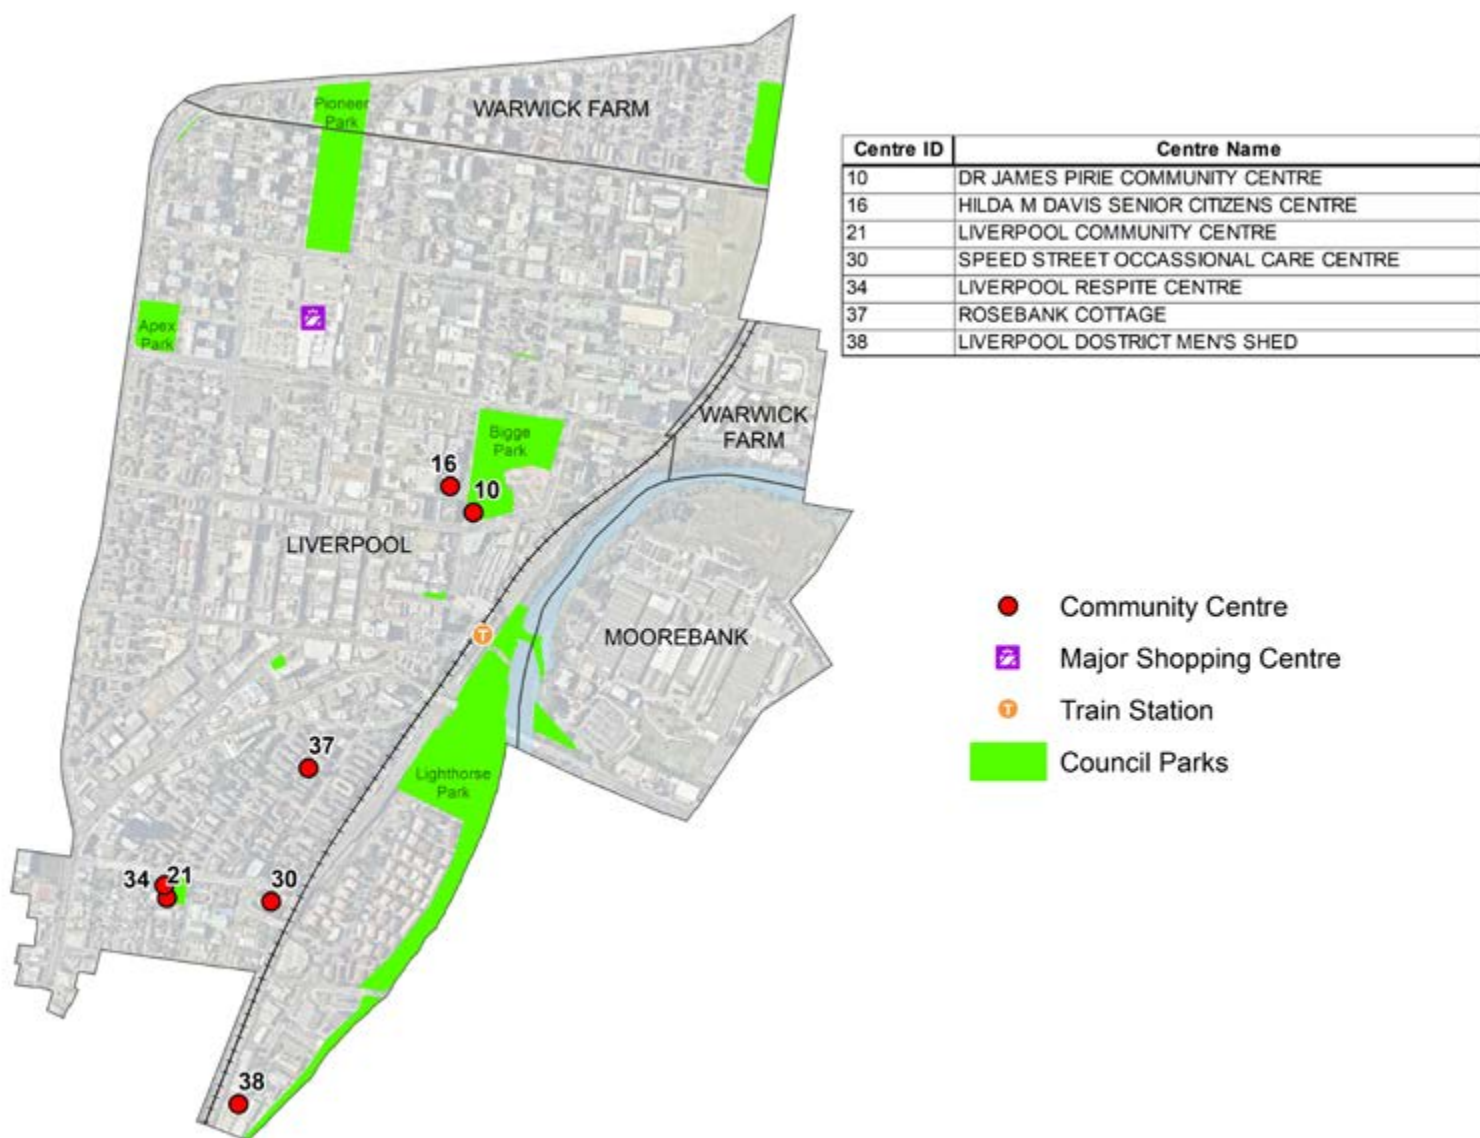 Pioneer
Park
WARWICK FARM
Centre ID Centre Name
10 DR JAMES PIRIE COMMUNITY CENTRE
16 HILDA M DAVIS SENIOR CITIZENS CENTRE
21 LIVERPOOL COMMUNITY CENTRE
30 SPEED STREET OCCASSIONAL CARE CENTRE
34 LIVERPOOL RESPITE CENTRE
37 ROSEBANK COTTAGE
38 LIVERPOOL DOSTRICT MEN'S SHED
Apex
Park
WARWICK
FARM
Bigge
Park
16
10
LIVERPOOL
MOOREBANK
T
37
Lighthorse
Park
34
21
30
38
Community Centre
Major Shopping Centre
T Train Station
Council Parks